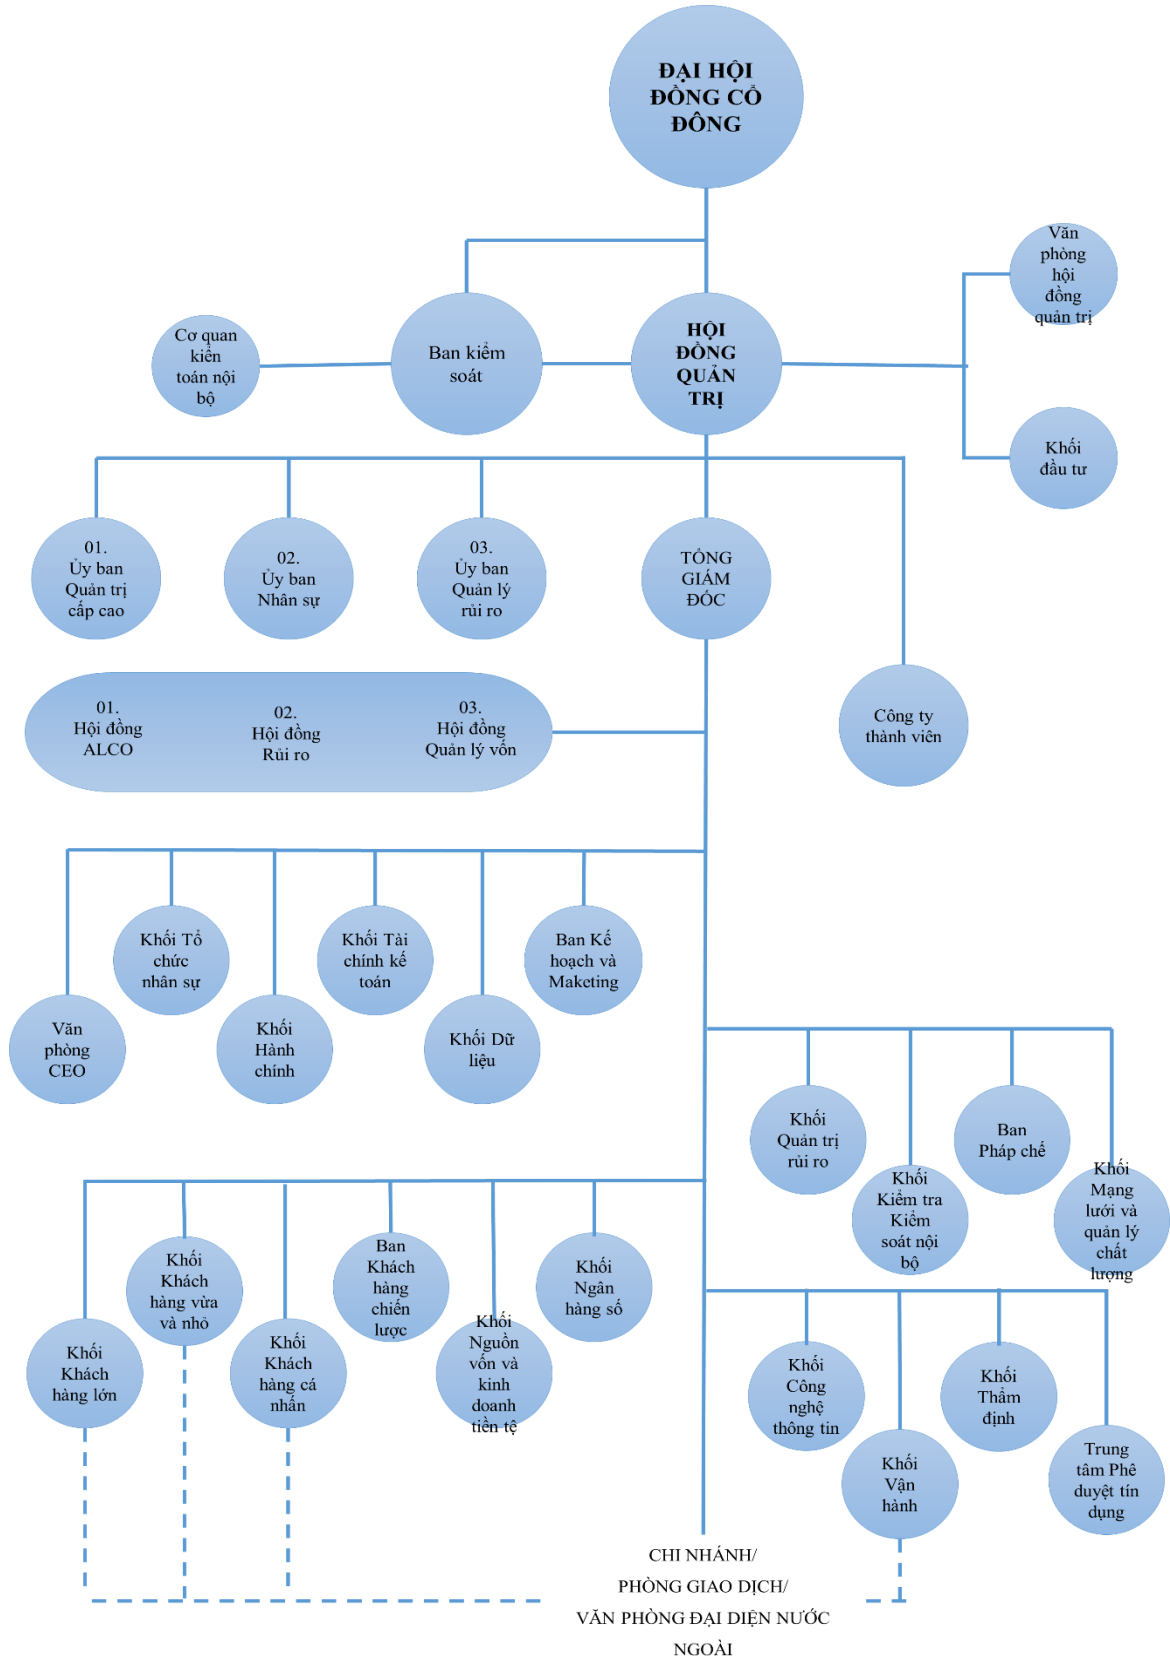 ĐẠI HỘI
ĐỒNG CỔ
ĐÔNG
Văn
phòng
hội
đồng
quản trị
Cơ quan
kiển
toán nội
bộ
Ban kiểm
soát
HỘI
ĐỒNG
QUẢN
TRỊ
Khối
đầu tư
01.
Ủy ban
Quản trị
cấp cao
02.
Ủy ban
Nhân sự
03.
Ủy ban
Quản lý
rủi ro
TỔNG
GIÁM
ĐỐC
01.
Hội đồng
ALCO
02.
Hội đồng
Rủi ro
03.
Hội đồng
Quản lý vốn
Công ty
thành viên
Văn
phòng
CEO
Khối Tổ
chức
nhân sự
Khối
Hành
chính
Khối Tài
chính kế
toán
Khối Dữ
liệu
Ban Kế
hoạch và
Maketing
Khối
Quản trị
rủi ro
Khối
Kiểm tra
Kiểm
soát nội
bộ
Ban
Pháp chế
Khối
Mạng
lưới và
quản lý
chất
lượng
Khối
Khách
hàng lớn
Khối
Khách
hàng vừa
và nhỏ
Khối
Khách
hàng cá
nhấn
Ban
Khách
hàng
chiến
lược
Khối
Nguồn
vốn và
kinh
doanh
tiền tệ
Khối
Ngân
hàng số
Khối
Công
nghệ
thông tin
Khối
Vận
hành
Khối
Thẩm
định
Trung
tâm Phê
duyệt tín
dụng
CHI NHÁNH/
PHÒNG GIAO DỊCH/
VĂN PHÒNG ĐẠI DIỆN NƯỚC
NGOÀI